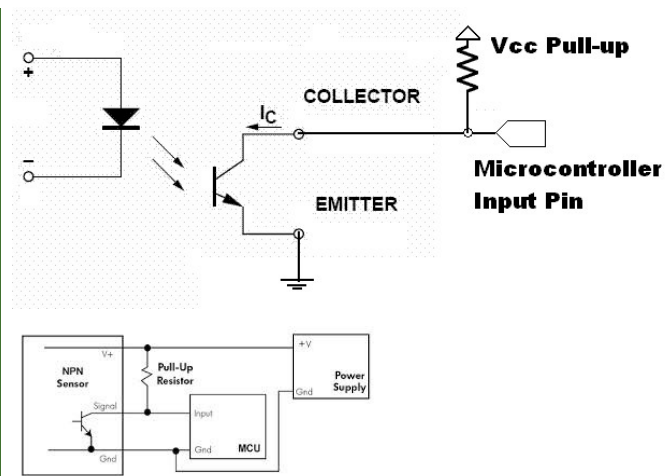 Vcc Pull-up
+
COLLECTOR
IC
−
Microcontroller
Input Pin
EMITTER
V+
+V
NPN
Sensor
Pull-Up
Resistor
Power
Supply
Signal
Input
Gnd
Gnd
MCU
Gnd